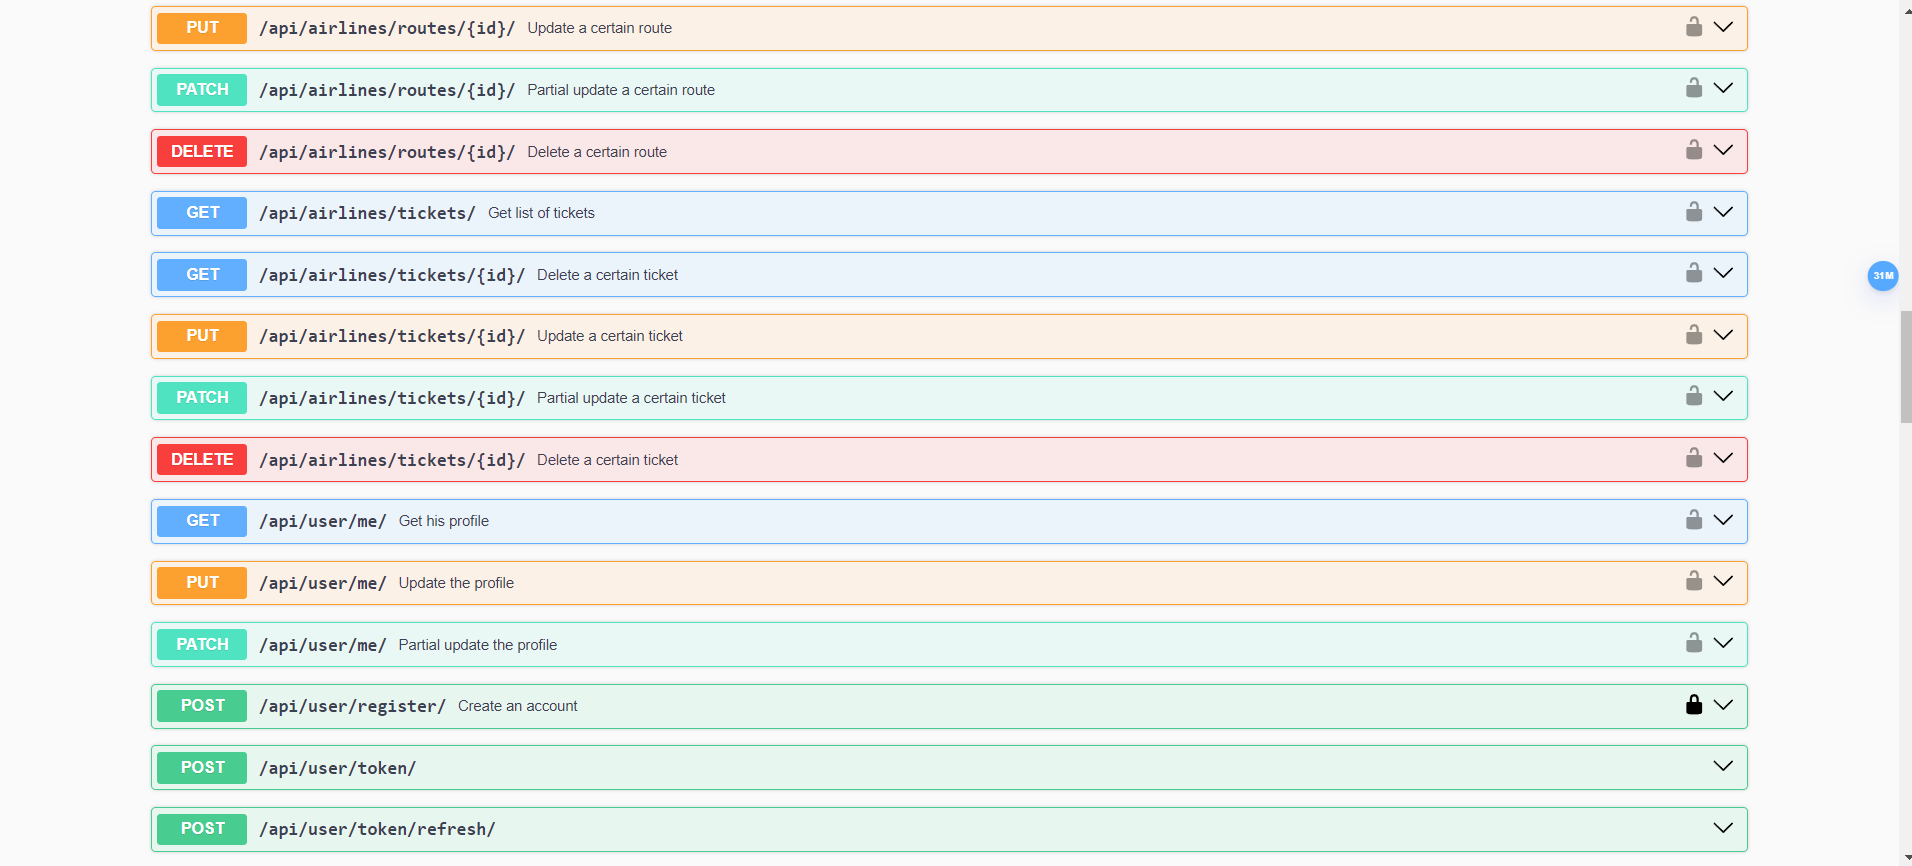 PUT /api/airlines/routes/{id}/ Update a certain route
PATCH /api/airlines/routes/{id}/ Partial update a certain route
DELETE /api/airlines/routes/{id}/ Delete a certain route
GET /api/airlines/tickets/ Get list of tickets
GET /api/airlines/tickets/{id}/ Delete a certain ticket
31M
PUT /api/airlines/tickets/{id}/ Update a certain ticket
PATCH /api/airlines/tickets/{id}/ Partial update a certain ticket
DELETE /api/airlines/tickets/{id}/ Delete a certain ticket
GET /api/user/me/ Get his profile
PUT /api/user/me/ Update the profile
PATCH /api/user/me/ Partial update the profile
POST /api/user/register/ Create an account
POST /api/user/token/
POST /api/user/token/refresh/